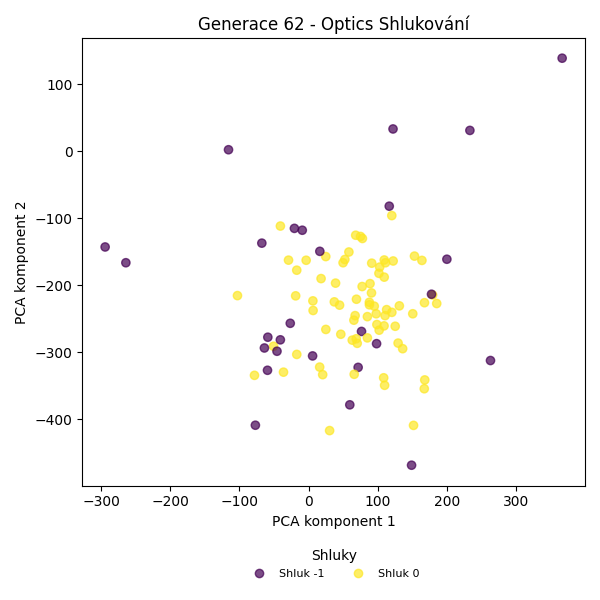 Generace 62 - Optics Shlukování
100
0
−100
−200
−300
−400
PCA komponent 2
−300
−200
−100
0
100
200
300
PCA komponent 1
Shluky
Shluk -1
Shluk 0